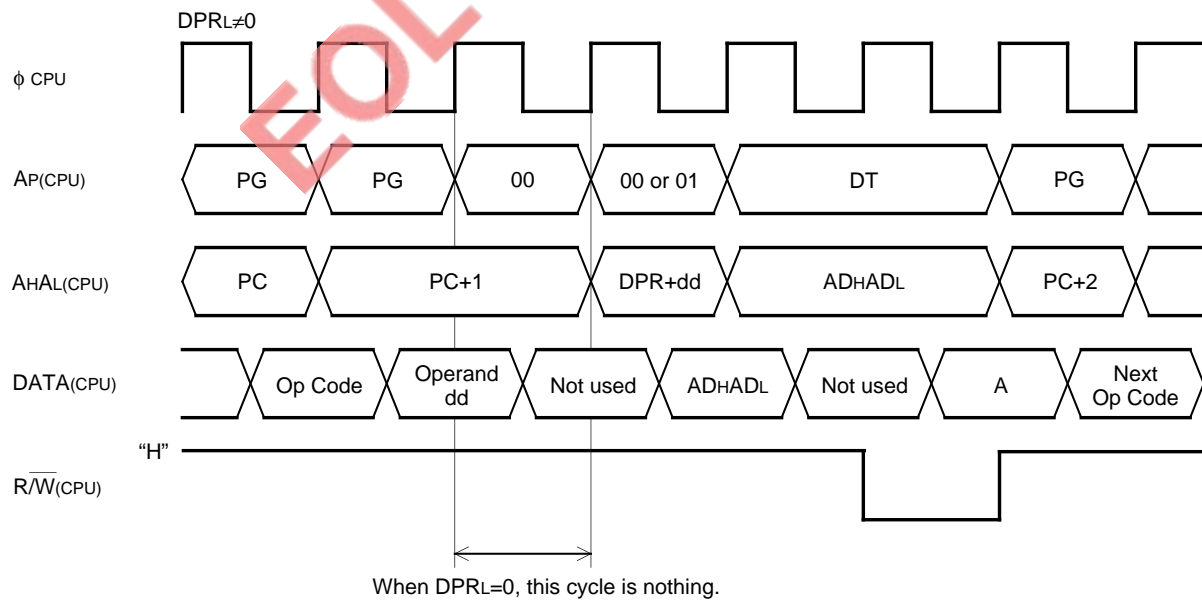 DPRL≠0
EOL
ϕ CPU
AP(CPU)
PG
PG
00
00 or 01
DT
PG
AHAL(CPU)
PC
PC+1
DPR+dd
ADHADL
PC+2
DATA(CPU)
Op Code
Operand
dd
Not used
ADHADL
Not used
A
Next
Op Code
“H”
R/W̅(CPU)
When DPRL=0, this cycle is nothing.